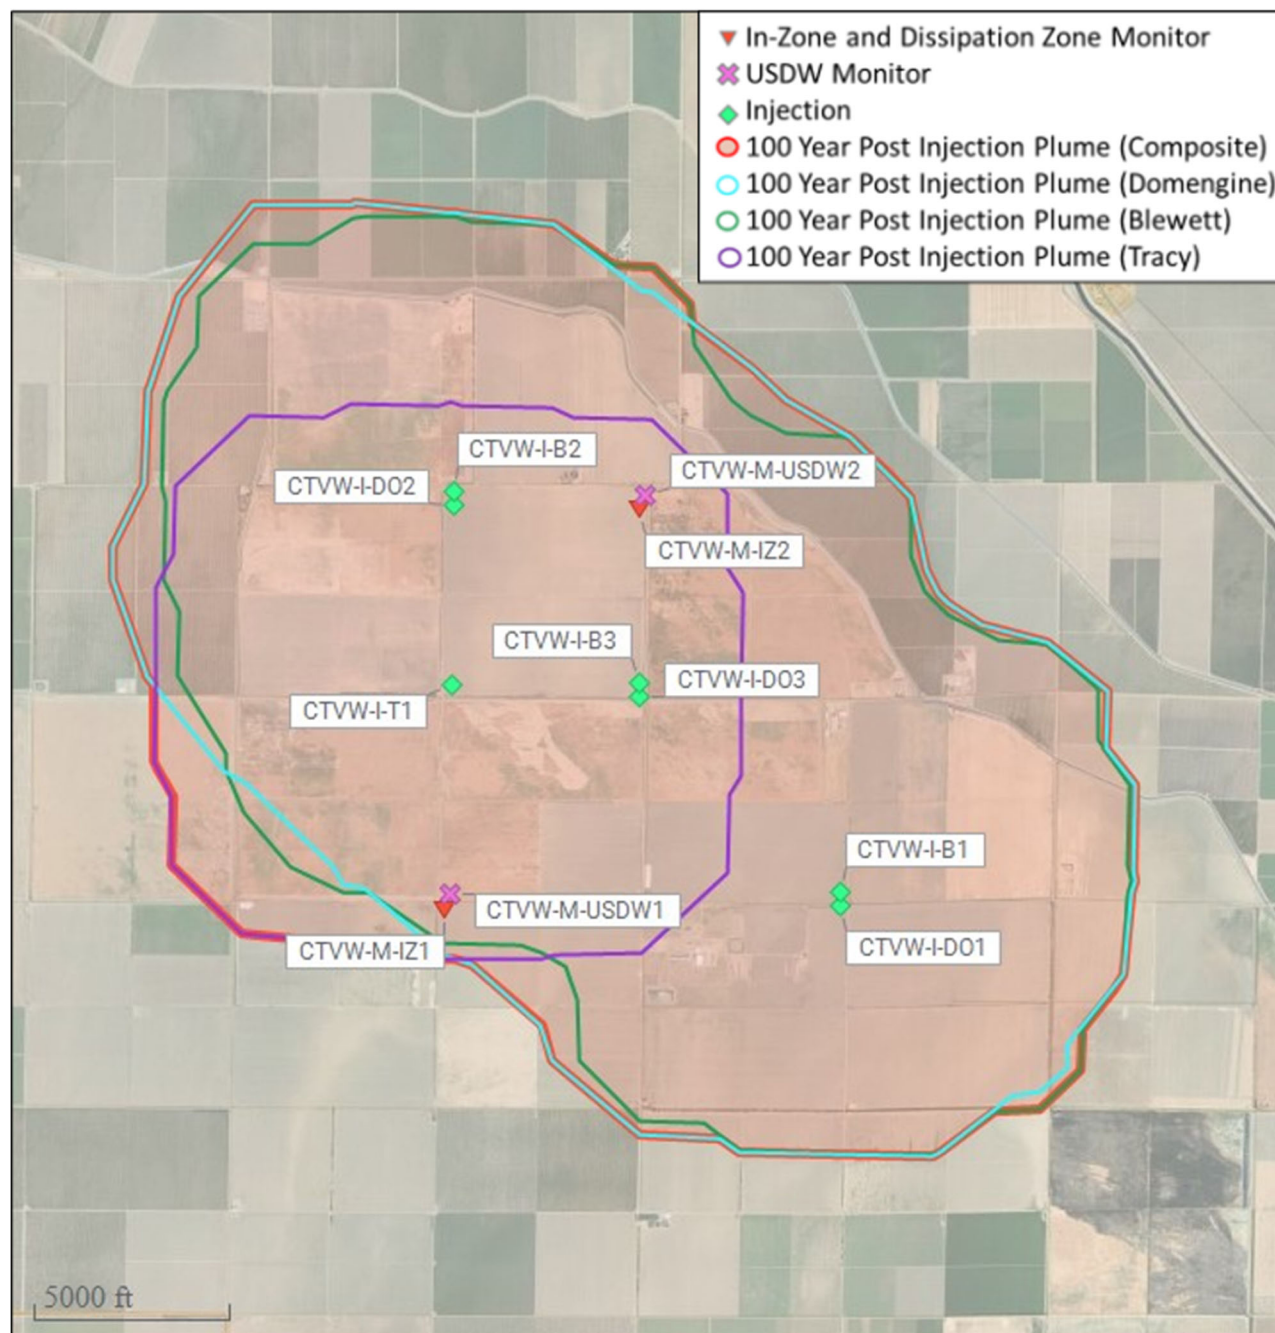 In-Zone and Dissipation Zone Monitor
USDW Monitor
Injection
100 Year Post Injection Plume (Composite)
100 Year Post Injection Plume (Domengine)
100 Year Post Injection Plume (Blewett)
100 Year Post Injection Plume (Tracy)
CTVW-I-B2
CTVW-M-USDW2
CTVW-I-DO2
CTVW-M-IZ2
CTVW-I-B3
CTVW-I-DO3
CTVW-I-T1
CTVW-I-B1
CTVW-M-USDW1
CTVW-M-IZ1
CTVW-I-DO1
5000 ft